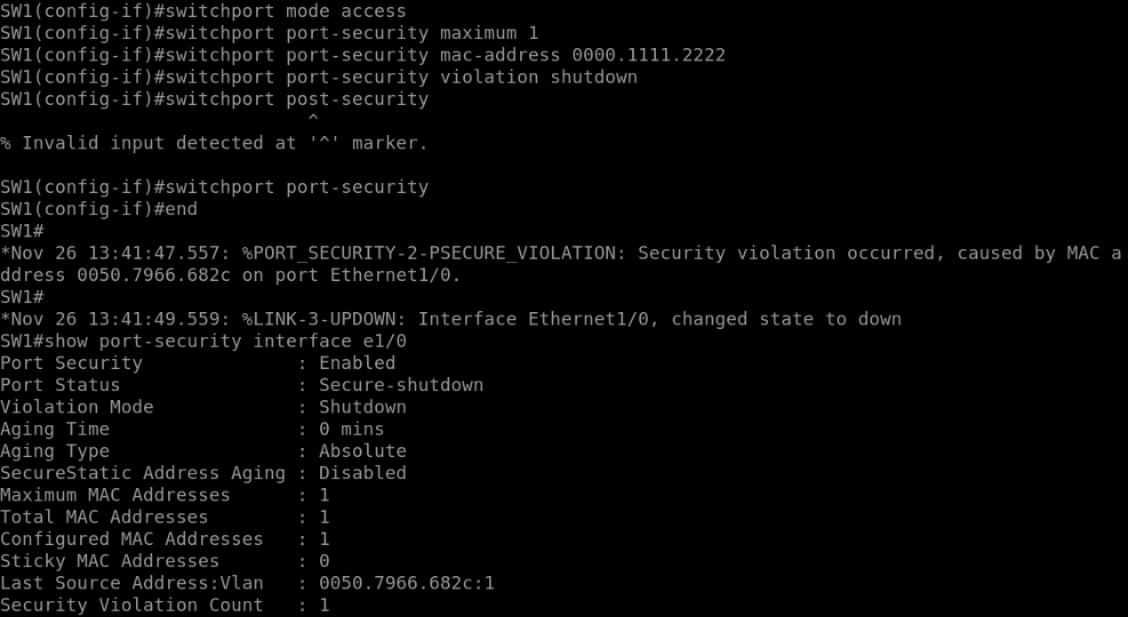 SW1(config-if)#switchport mode access
SW1(config-if)#switchport port-security maximum 1
SW1(config-if)#switchport port-security mac-address 0000.1111.2222
SW1(config-if)#switchport port-security violation shutdown
SW1(config-if)#switchport post-security
                            ^
% Invalid input detected at '^' marker.

SW1(config-if)#switchport port-security
SW1(config-if)#end
SW1#
*Nov 26 13:41:47.557: %PORT_SECURITY-2-PSECURE_VIOLATION: Security violation occurred, caused by MAC a
ddress 0050.7966.682c on port Ethernet1/0.
SW1#
*Nov 26 13:41:49.559: %LINK-3-UPDOWN: Interface Ethernet1/0, changed state to down
SW1#show port-security interface e1/0
Port Security              : Enabled
Port Status                : Secure-shutdown
Violation Mode             : Shutdown
Aging Time                 : 0 mins
Aging Type                 : Absolute
SecureStatic Address Aging : Disabled
Maximum MAC Addresses      : 1
Total MAC Addresses        : 1
Configured MAC Addresses   : 1
Sticky MAC Addresses       : 0
Last Source Address:Vlan   : 0050.7966.682c:1
Security Violation Count   : 1